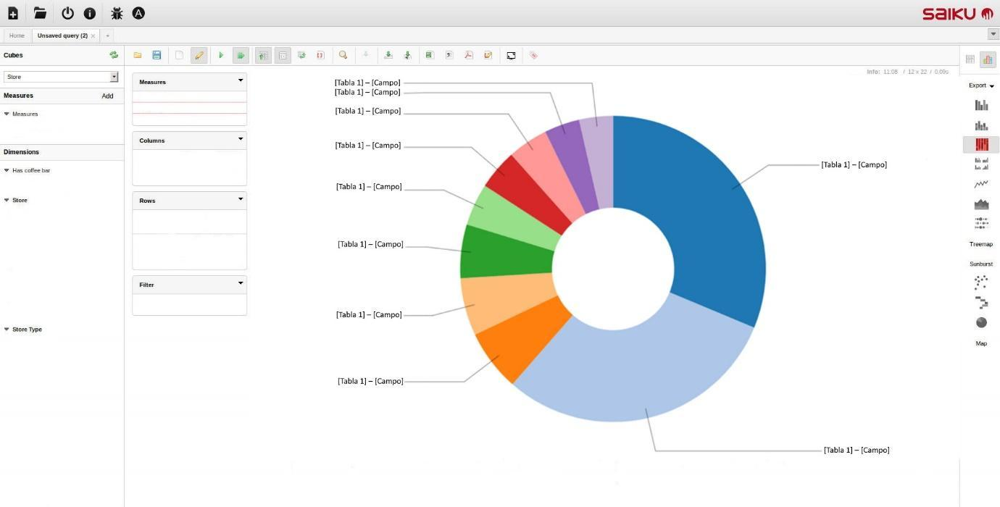 saiku
Home
Unsaved query (2)
Cubes
Store
Measures
Add
Measures
Dimensions
Has coffee bar
Store
Store Type
Measures
Columns
Rows
Filter
Info: 11:08 / 12 x 22 / 0.09s
[Tabla 1] – [Campo]
[Tabla 1] – [Campo]
[Tabla 1] – [Campo]
[Tabla 1] – [Campo]
[Tabla 1] – [Campo]
[Tabla 1] – [Campo]
[Tabla 1] – [Campo]
[Tabla 1] – [Campo]
[Tabla 1] – [Campo]
[Tabla 1] – [Campo]
Export
Treemap
Sunburst
Map